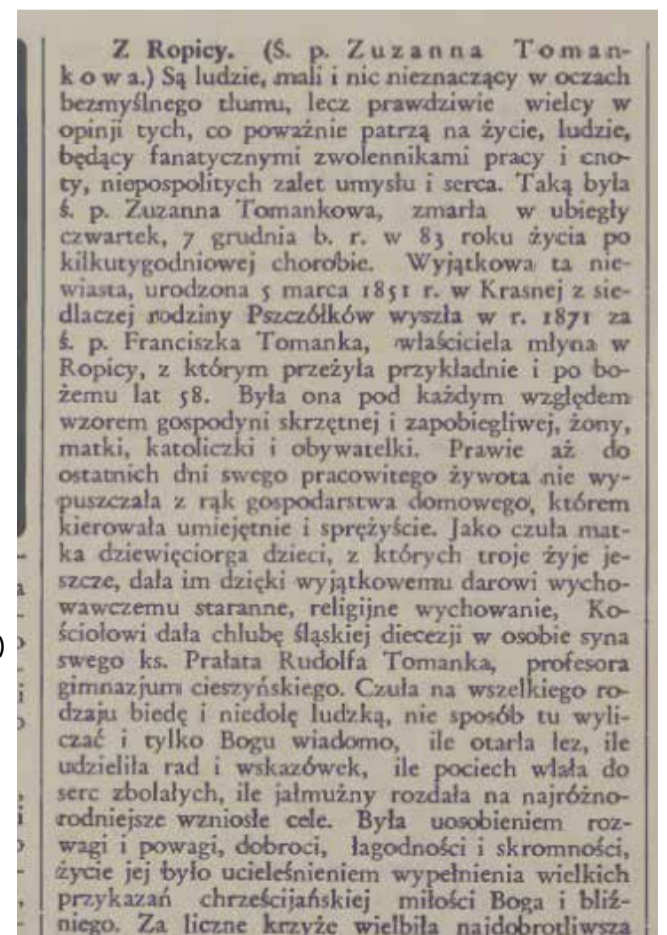 Z Ropicy. (Ś. p. Zuzanna Toman-
kowa.) Są ludzie, mali i nic nieznaczący w oczach
bezmyślnego tłumu, lecz prawdziwie wielcy w
opinji tych, co poważnie patrzą na życie, ludzie,
będący fanatycznymi zwolennikami pracy i cno-
ty, niepospolitych zalet umysłu i serca. Taką była
ś. p. Zuzanna Tomankowa, zmarła w ubiegły
czwartek, 7 grudnia b. r. w 83 roku życia po
kilkutygodniowej chorobie. Wyjątkowa ta nie-
wiasta, urodzona 5 marca 1851 r. w Krasnej z sie-
dlaczej rodziny Pszczółków wyszła w r. 1871 za
ś. p. Franciszka Tomanka, właściciela młyna w
Ropicy, z którym przeżyła przykładnie i po bo-
żemu lat 58. Była ona pod każdym względem
wzorem gospodyni skrzętnej i zapobiegliwej, żony,
matki, katoliczki i obywatelki. Prawie aż do
ostatnich dni swego pracowitego żywota nie wy-
puszczała z rąk gospodarstwa domowego, którem
kierowała umiejętnie i sprężyście. Jako czuła mat-
ka dziewięciorga dzieci, z których troje żyje je-
szcze, dała im dzięki wyjątkowemu darowi wycho-
wawczemu staranne, religijne wychowanie, Ko-
ściołowi dała chlubę śląskiej diecezji w osobie syna
swego ks. Prałata Rudolfa Tomanka, profesora
gimnazjum cieszyńskiego. Czuła na wszelkiego ro-
dzaju biedę i niedolę ludzką, nie sposób tu wyli-
czać i tylko Bogu wiadomo, ile otarła łez, ile
udzieliła rad i wskazówek, ile pociech wlała do
serc zbolałych, ile jałmużny rozdała na najróżno-
rodniejsze wzniosłe cele. Była uosobieniem roz-
wagi i powagi, dobroci, łagodności i skromności,
życie jej było ucieleśnieniem wypełnienia wielkich
przykazań chrześcijańskiej miłości Boga i bliź-
niego. Za liczne krzyże wielbiła najdobrotliwszą